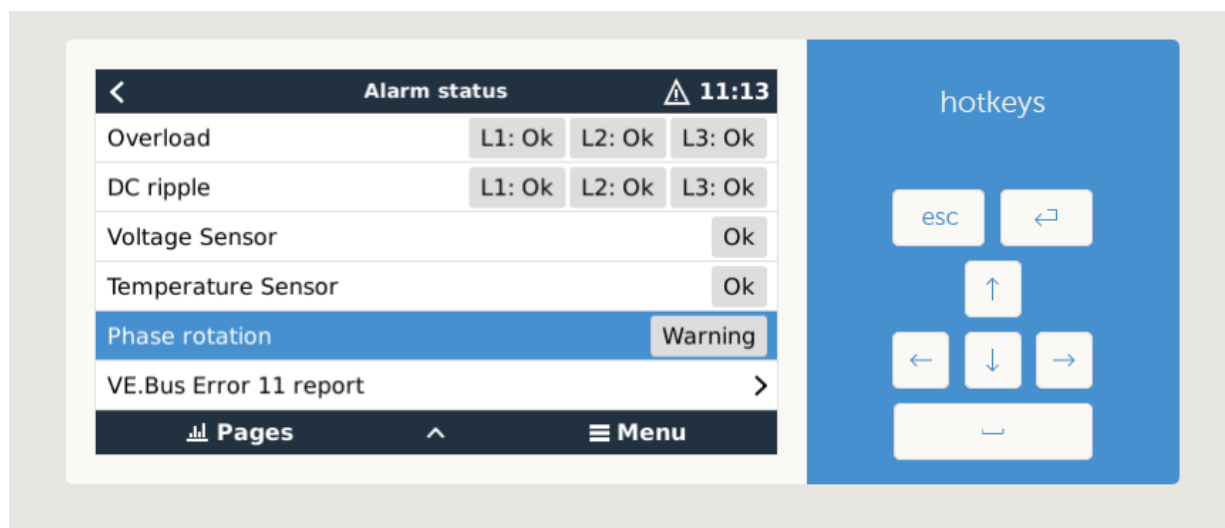 Alarm status 11:13
hotkeys
Overload L1: Ok L2: Ok L3: Ok
DC ripple L1: Ok L2: Ok L3: Ok
Voltage Sensor Ok
Temperature Sensor Ok
Phase rotation Warning
VE.Bus Error 11 report
Pages Menu
esc